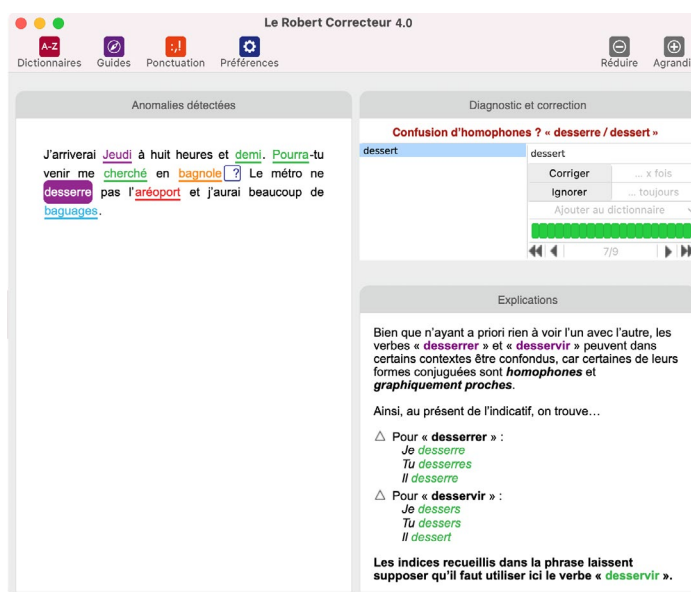 Le Robert Correcteur 4.0
A-Z
:,!
Dictionnaires Guides Ponctuation Préférences
Réduire Agrandi
Anomalies détectées
J'arriverai Jeudi à huit heures et demi. Pourra-tu
venir me cherché en bagnole ? Le métro ne
desserre pas l'aréoport et j'aurai beaucoup de
baguages.
Diagnostic et correction
Confusion d'homophones ? « desserre / dessert »
dessert
dessert
Corriger ... x fois
Ignorer ... toujours
Ajouter au dictionnaire
7/9
Explications
Bien que n'ayant a priori rien à voir l'un avec l'autre, les
verbes « desserrer » et « desservir » peuvent dans
certains contextes être confondus, car certaines de leurs
formes conjuguées sont homophones et
graphiquement proches.
Ainsi, au présent de l'indicatif, on trouve…
Pour « desserrer » :
Je desserre
Tu desserres
Il desserre
Pour « desservir » :
Je dessers
Tu dessers
Il dessert
Les indices recueillis dans la phrase laissent
supposer qu'il faut utiliser ici le verbe « desservir ».